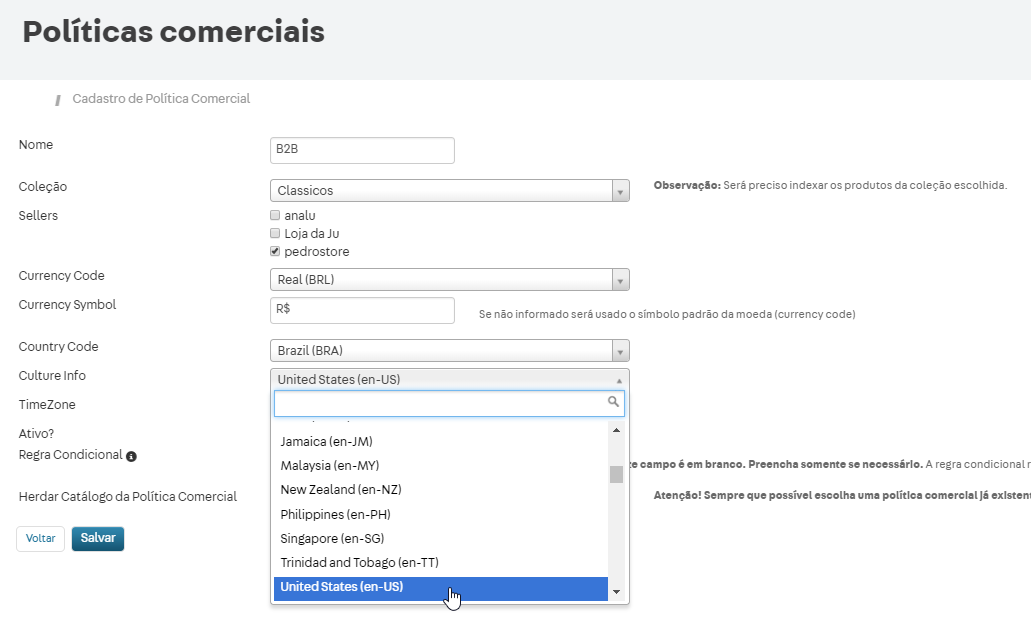 Políticas comerciais
Cadastro de Política Comercial
Nome
B2B
Coleção
Classicos
Observação: Será preciso indexar os produtos da coleção escolhida.
Sellers
analu
Loja da Ju
pedrostore
Currency Code
Real (BRL)
Currency Symbol
R$
Se não informado será usado o símbolo padrão da moeda (currency code)
Country Code
Brazil (BRA)
Culture Info
United States (en-US)
TimeZone
Ativo?
Jamaica (en-JM)
Regra Condicional
Malaysia (en-MY)
campo é em branco. Preencha somente se necessário. A regra condicional
New Zealand (en-NZ)
Herdar Catálogo da Política Comercial
Atenção! Sempre que possível escolha uma política comercial já
Philippines (en-PH)
Singapore (en-SG)
Trinidad and Tobago (en-TT)
United States (en-US)
Voltar
Salvar